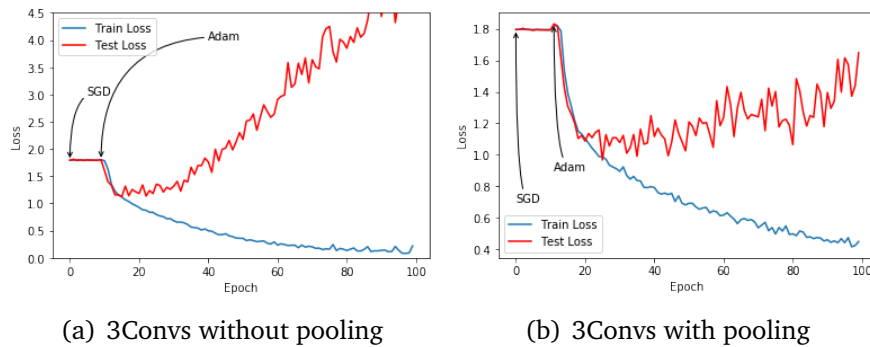 4.5
4.0
3.5
3.0
2.5
2.0
1.5
1.0
0.5
0.0
Loss
Train Loss
Test Loss
Adam
SGD
0
20
40
60
80
100
Epoch
(a) 3Convs without pooling
1.8
1.6
1.4
1.2
1.0
0.8
0.6
0.4
Loss
Adam
SGD
Train Loss
Test Loss
0
20
40
60
80
100
Epoch
(b) 3Convs with pooling